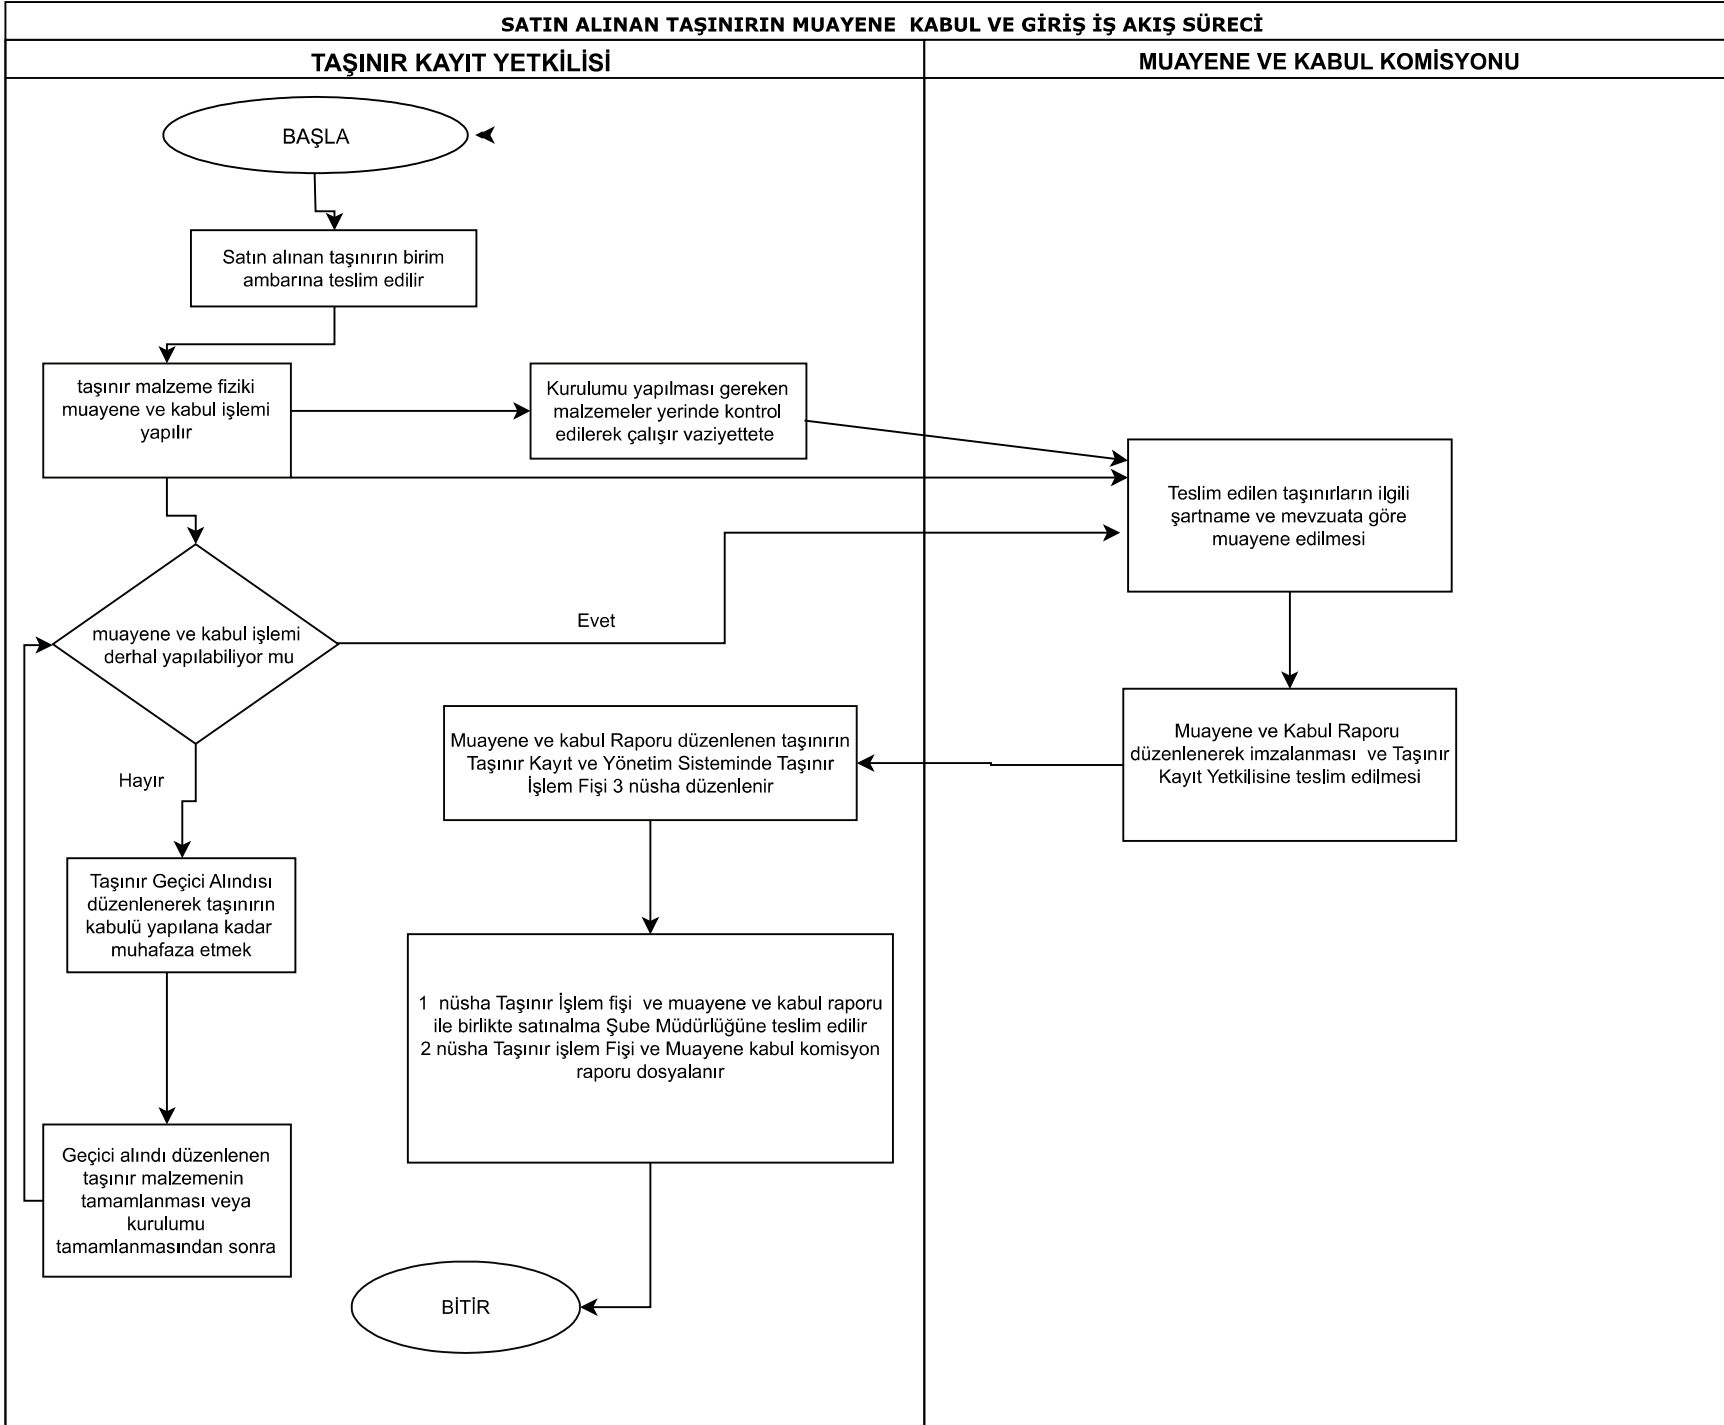 SATIN ALINAN TAŞINIRIN MUAYENE KABUL VE GİRİŞ İŞ AKIŞ SÜRECİ
TAŞINIR KAYIT YETKİLİSİ
MUAYENE VE KABUL KOMİSYONU
BAŞLA
Satın alınan taşınırın birim
ambarına teslim edilir
taşınır malzeme fiziki
muayene ve kabul işlemi
yapılır
Kurulumu yapılması gereken
malzemeler yerinde kontrol
edilerek çalışır vaziyettete
Teslim edilen taşınırların ilgili
şartname ve mevzuata göre
muayene edilmesi
muayene ve kabul işlemi
derhal yapılabiliyor mu
Evet
Hayır
Muayene ve Kabul Raporu
düzenlenerek imzalanması ve Taşınır
Kayıt Yetkilisine teslim edilmesi
Muayene ve kabul Raporu düzenlenen taşınırın
Taşınır Kayıt ve Yönetim Sisteminde Taşınır
İşlem Fişi 3 nüsha düzenlenir
Taşınır Geçici Alındısı
düzenlenerek taşınırın
kabulü yapılana kadar
muhafaza etmek
1 nüsha Taşınır İşlem fişi ve muayene ve kabul raporu
ile birlikte satınalma Şube Müdürlüğüne teslim edilir
2 nüsha Taşınır işlem Fişi ve Muayene kabul komisyon
raporu dosyalanır
Geçici alındı düzenlenen
taşınır malzemenin
tamamlanması veya
kurulumu
tamamlanmasından sonra
BİTİR